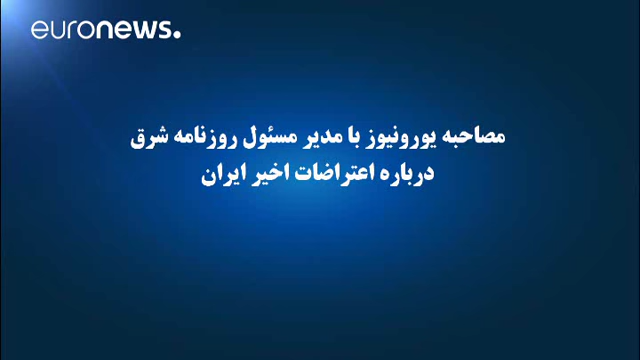 euronews.
مصاحبه یورونیوز با مدیر مسئول روزنامه شرق
درباره اعتراضات اخیر ایران